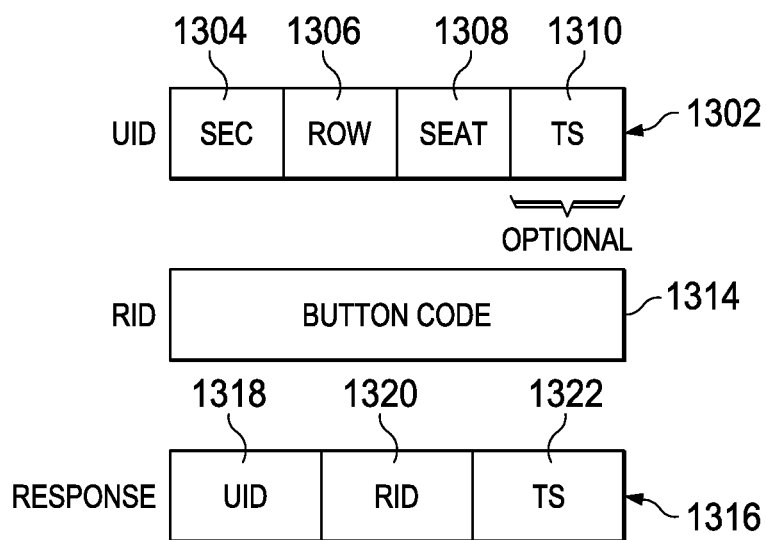 1304 1306 1308 1310
UID SEC ROW SEAT TS 1302
OPTIONAL
RID BUTTON CODE 1314
1318 1320 1322
RESPONSE UID RID TS 1316